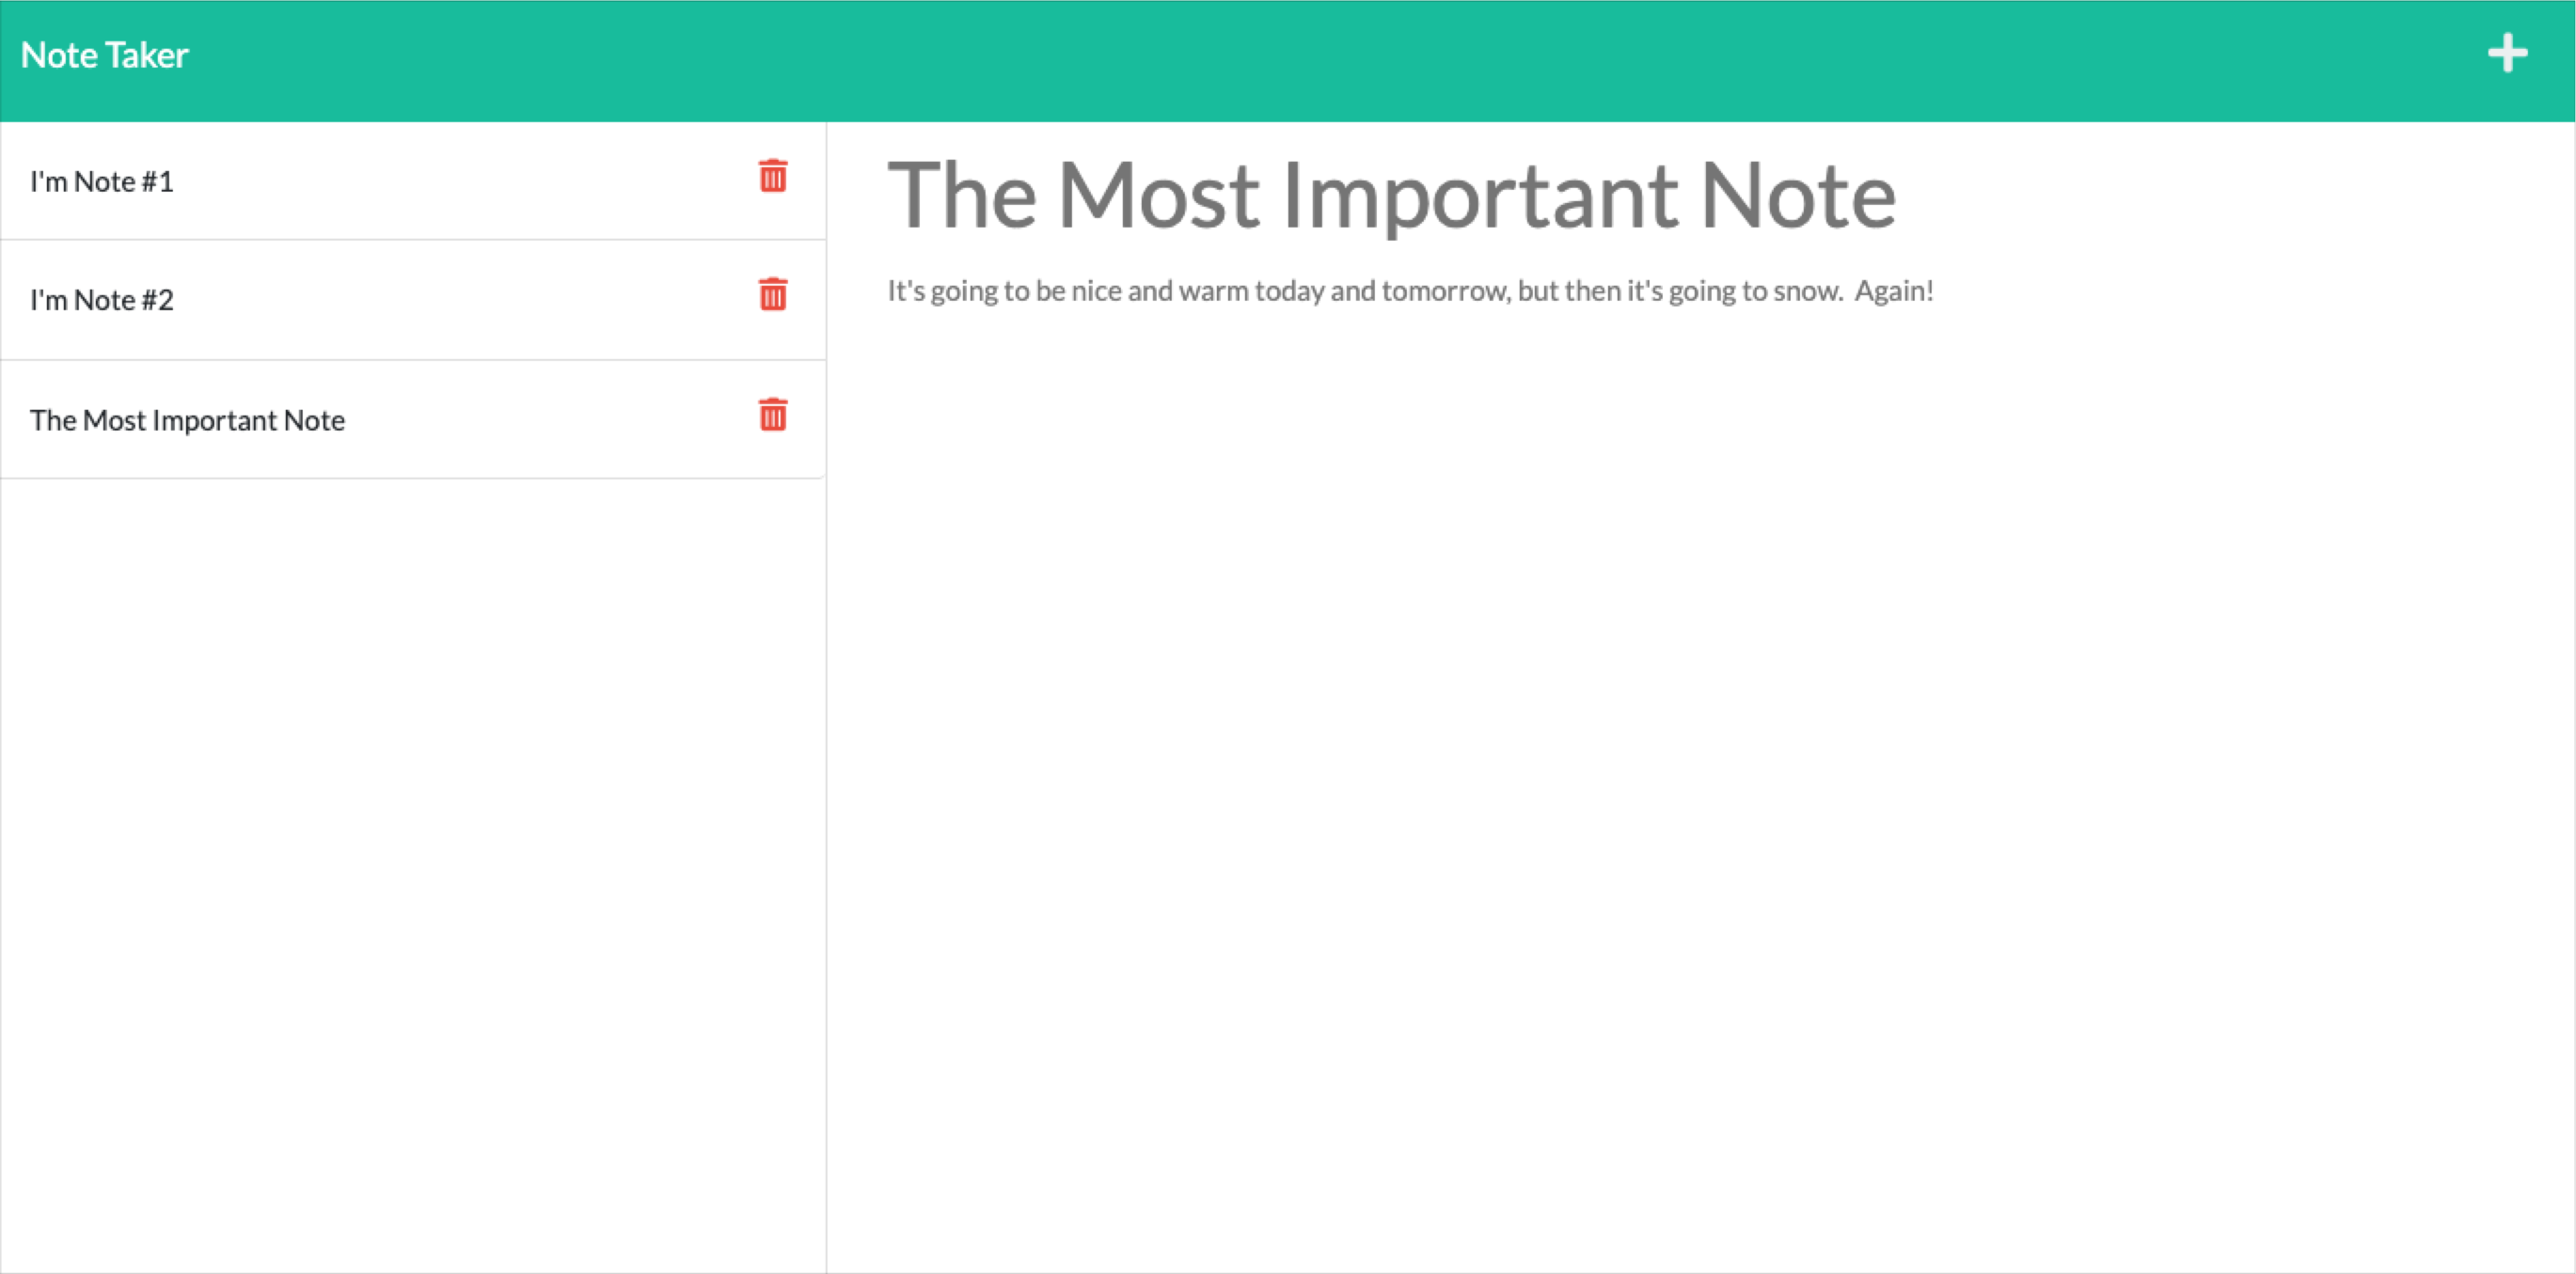 Note Taker
I'm Note #1
I'm Note #2
The Most Important Note
The Most Important Note
It's going to be nice and warm today and tomorrow, but then it's going to snow.  Again!